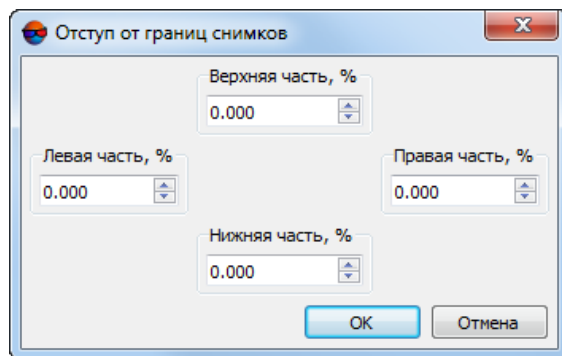 Отступ от границ снимков
Верхняя часть, %
0.000
Левая часть, %
Правая часть, %
0.000
0.000
Нижняя часть, %
0.000
OK
Отмена